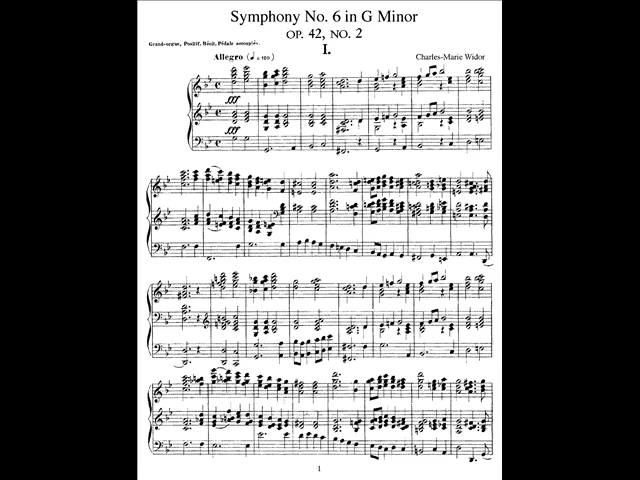 Symphony No. 6 in G Minor
OP. 42, NO. 2
I.
Charles-Marie Widor
Grand-orgue, Positif, Récit, Pédale accouplés.
Allegro
fff
fff
1